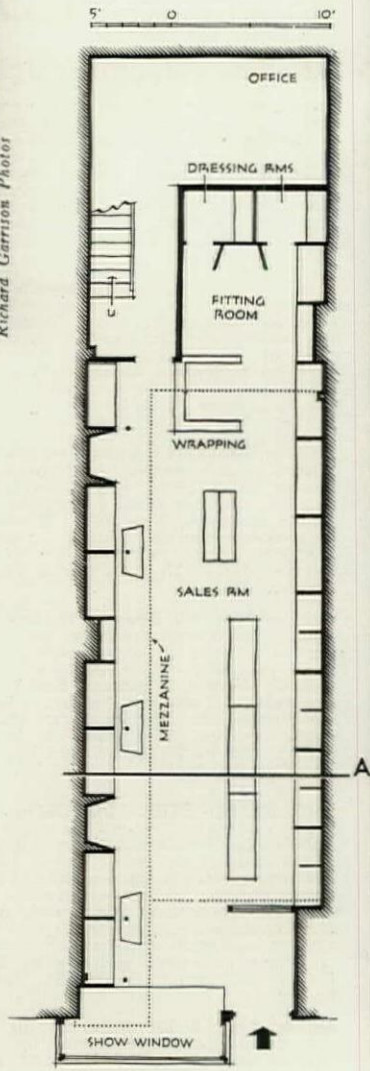 5' 0 10'
OFFICE
Richard Garrison Photos
DRESSING RMS
FITTING
ROOM
WRAPPING
SALES RM
MEZZANINE
A
SHOW WINDOW